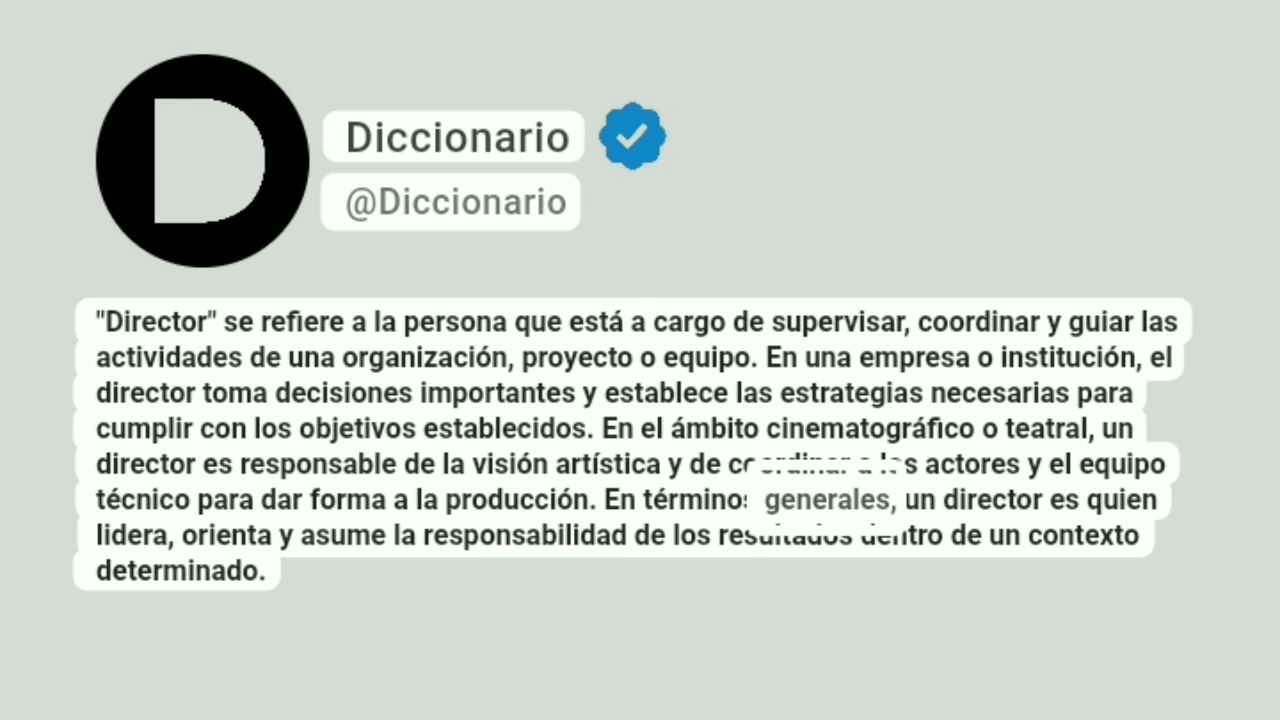 D
Diccionario
@Diccionario
"Director" se refiere a la persona que está a cargo de supervisar, coordinar y guiar las
actividades de una organización, proyecto o equipo. En una empresa o institución, el
director toma decisiones importantes y establece las estrategias necesarias para
cumplir con los objetivos establecidos. En el ámbito cinematográfico o teatral, un
director es responsable de la visión artística y de coordinar a los actores y el equipo
técnico para dar forma a la producción. En términos generales, un director es quien
lidera, orienta y asume la responsabilidad de los resultados dentro de un contexto
determinado.